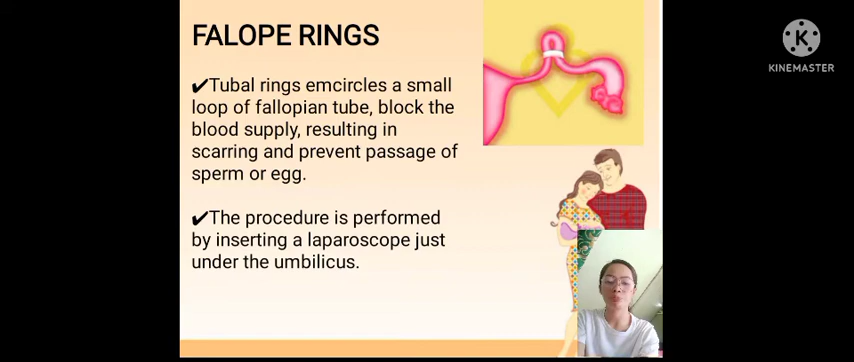 FALOPE RINGS
✔Tubal rings emcircles a small
loop of fallopian tube, block the
blood supply, resulting in
scarring and prevent passage of
sperm or egg.
✔The procedure is performed
by inserting a laparoscope just
under the umbilicus.
K
KINEMASTER